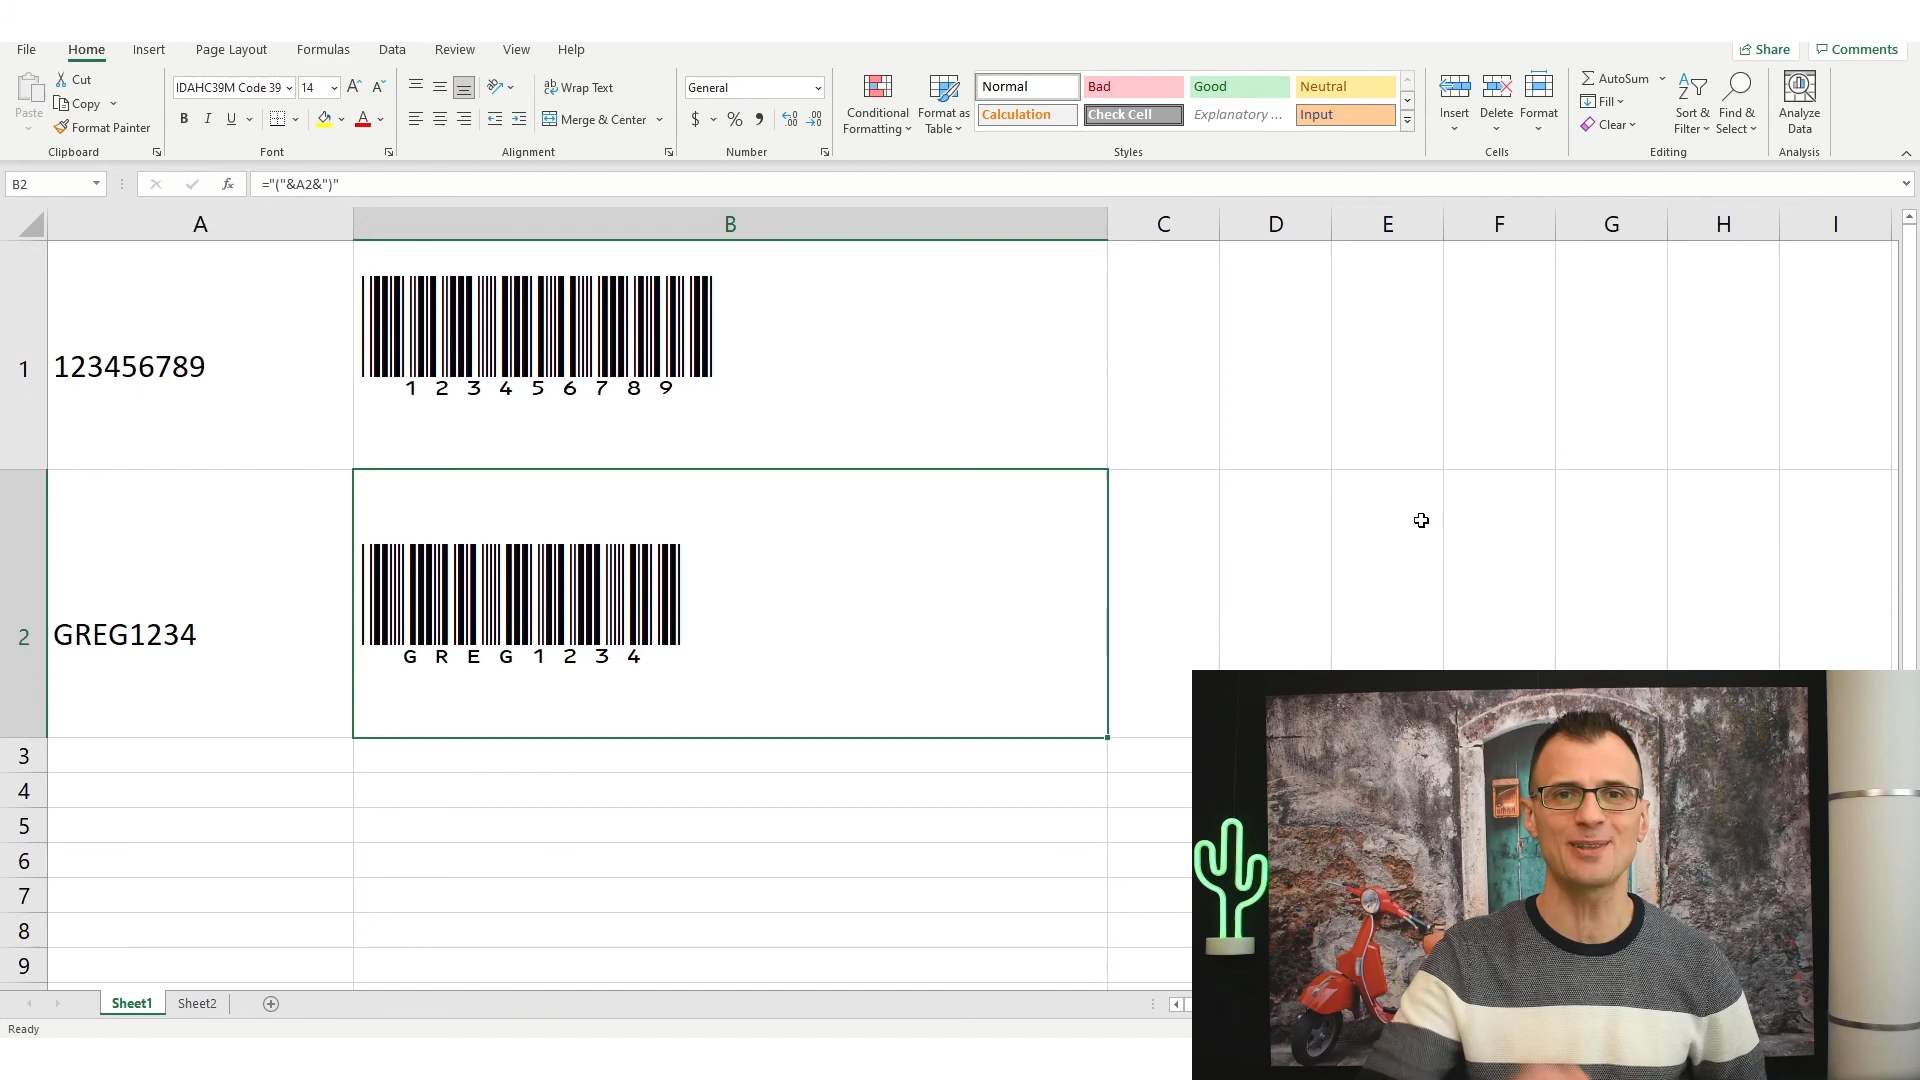 File Home Insert Page Layout Formulas Data Review View Help Share Comments
Paste Cut Copy Format Painter Clipboard
IDAHC39M Code 39 14 A A B I U A Font
ab Wrap Text Merge & Center Alignment
General $ % 9 Number
Conditional Formatting Format as Table
Normal Bad Good Neutral
Calculation Check Cell Explanatory ... Input
Styles
Insert Delete Format Cells
AutoSum Fill Clear Sort & Filter Find & Select Editing
Analyze Data Analysis
B2 fx ="("&A2&")"
A B C D E F G H I
1 123456789
1 2 3 4 5 6 7 8 9
2 GREG1234
G R E G 1 2 3 4
3
4
5
6
7
8
9
Sheet1 Sheet2
Ready